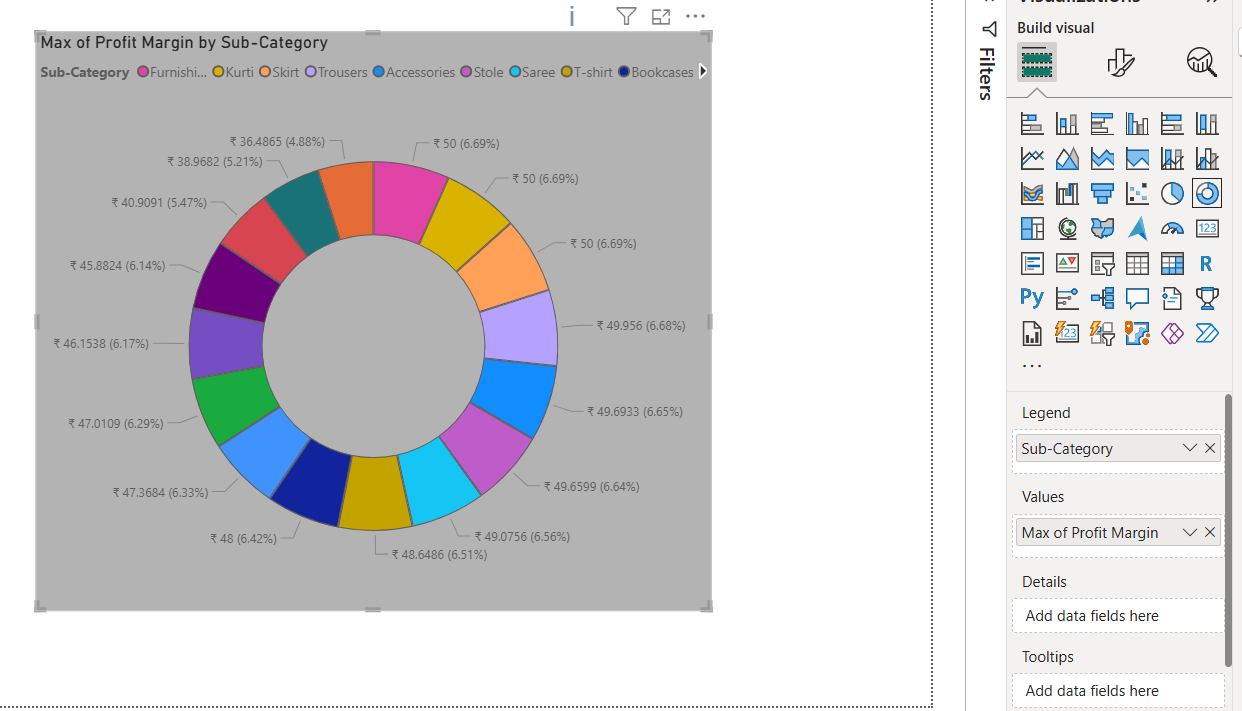 Build visual
Filters
Max of Profit Margin by Sub-Category
Sub-Category Furnishi... Kurti Skirt Trousers Accessories Stole Saree T-shirt Bookcases
₹ 36.4865 (4.88%)
₹ 50 (6.69%)
₹ 38.9682 (5.21%)
₹ 50 (6.69%)
₹ 40.9091 (5.47%)
₹ 50 (6.69%)
₹ 45.8824 (6.14%)
₹ 49.956 (6.68%)
₹ 46.1538 (6.17%)
₹ 49.6933 (6.65%)
₹ 47.0109 (6.29%)
₹ 49.6599 (6.64%)
₹ 47.3684 (6.33%)
₹ 49.0756 (6.56%)
₹ 48 (6.42%)
₹ 48.6486 (6.51%)
123
R
Py
123
...
Legend
Sub-Category
Values
Max of Profit Margin
Details
Add data fields here
Tooltips
Add data fields here